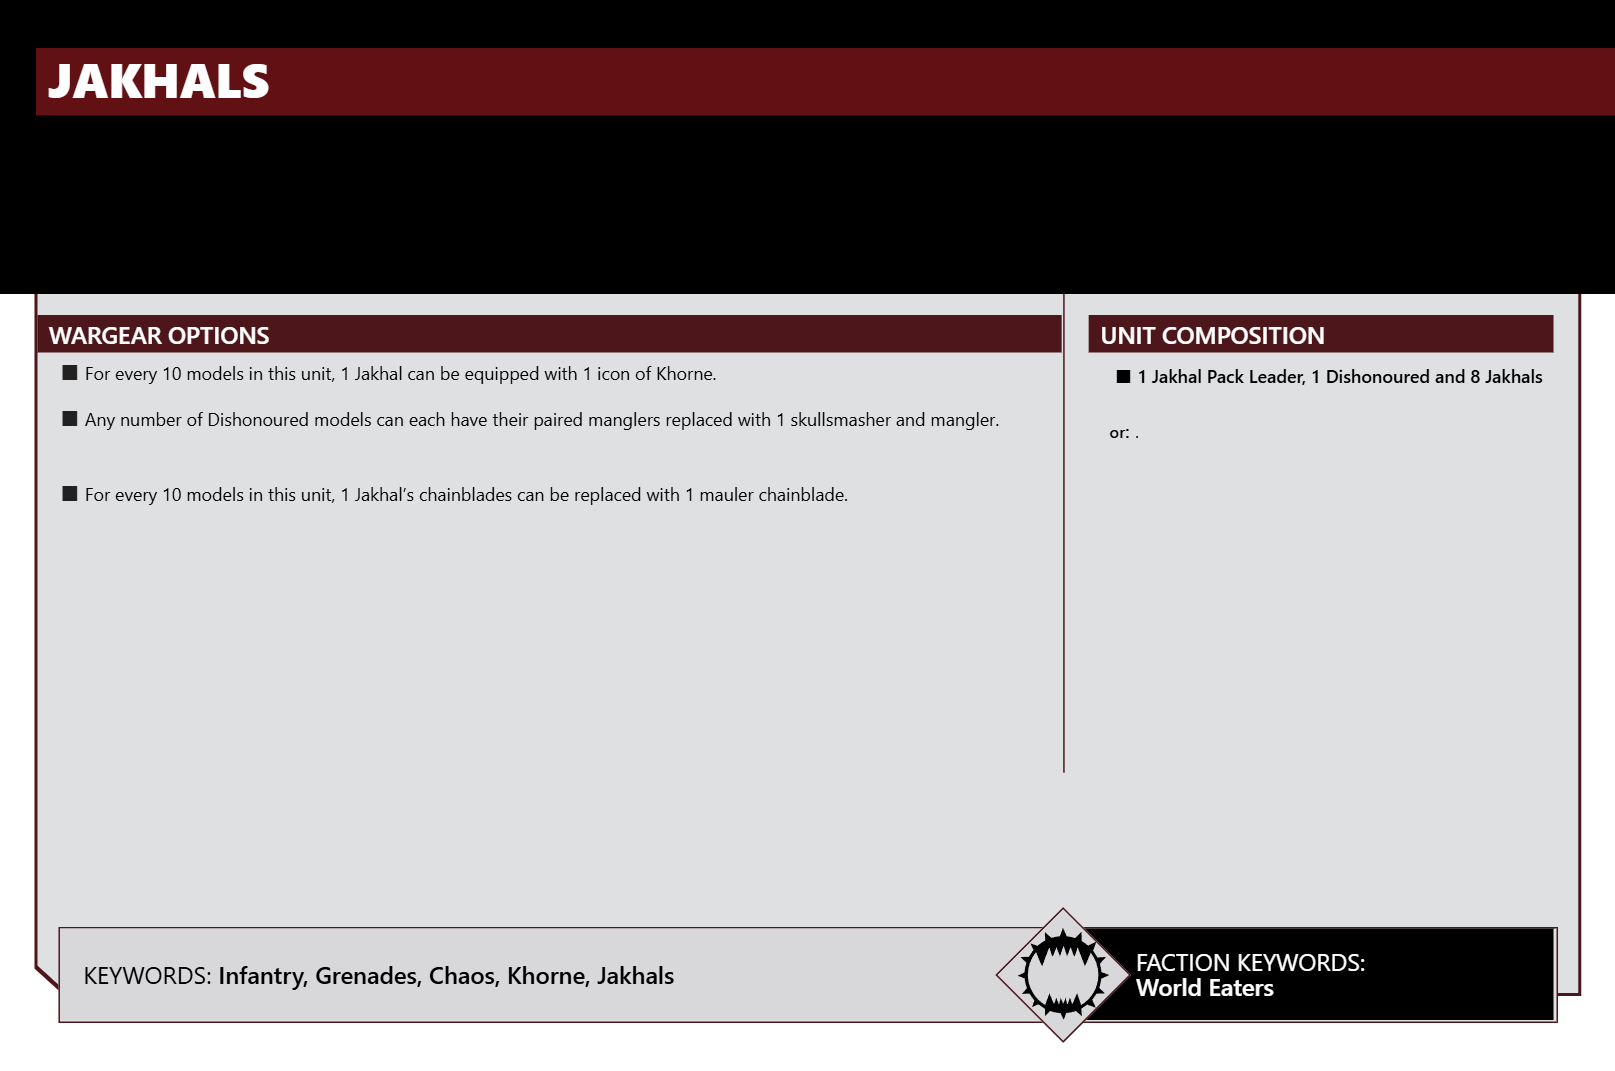 JAKHALS
WARGEAR OPTIONS
■ For every 10 models in this unit, 1 Jakhal can be equipped with 1 icon of Khorne.
■ Any number of Dishonoured models can each have their paired manglers replaced with 1 skullsmasher and mangler.
■ For every 10 models in this unit, 1 Jakhal’s chainblades can be replaced with 1 mauler chainblade.
UNIT COMPOSITION
■ 1 Jakhal Pack Leader, 1 Dishonoured and 8 Jakhals
or: .
KEYWORDS: Infantry, Grenades, Chaos, Khorne, Jakhals
FACTION KEYWORDS:
World Eaters